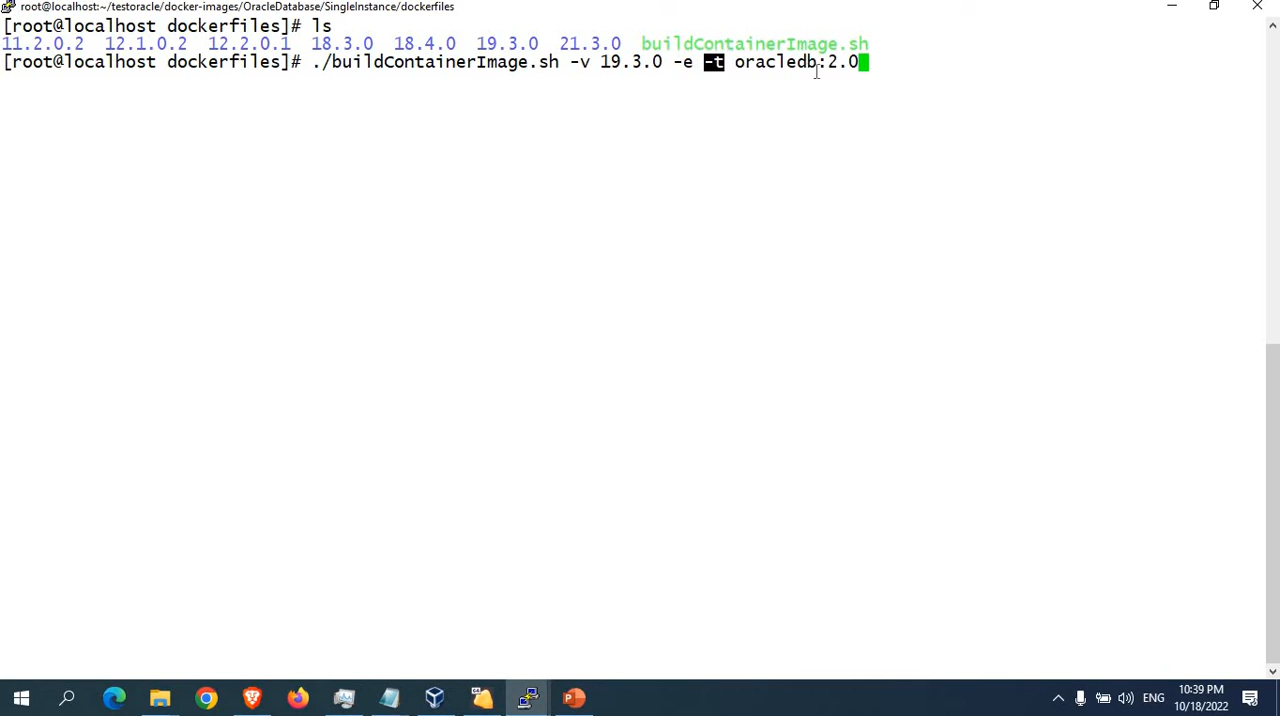 root@localhost:~/testoracle/docker-images/OracleDatabase/SingleInstance/dockerfiles
[root@localhost dockerfiles]# ls
11.2.0.2  12.1.0.2  12.2.0.1  18.3.0  18.4.0  19.3.0  21.3.0  buildContainerImage.sh
[root@localhost dockerfiles]# ./buildContainerImage.sh -v 19.3.0 -e -t oracledb:2.0
ENG
10:39 PM
10/18/2022